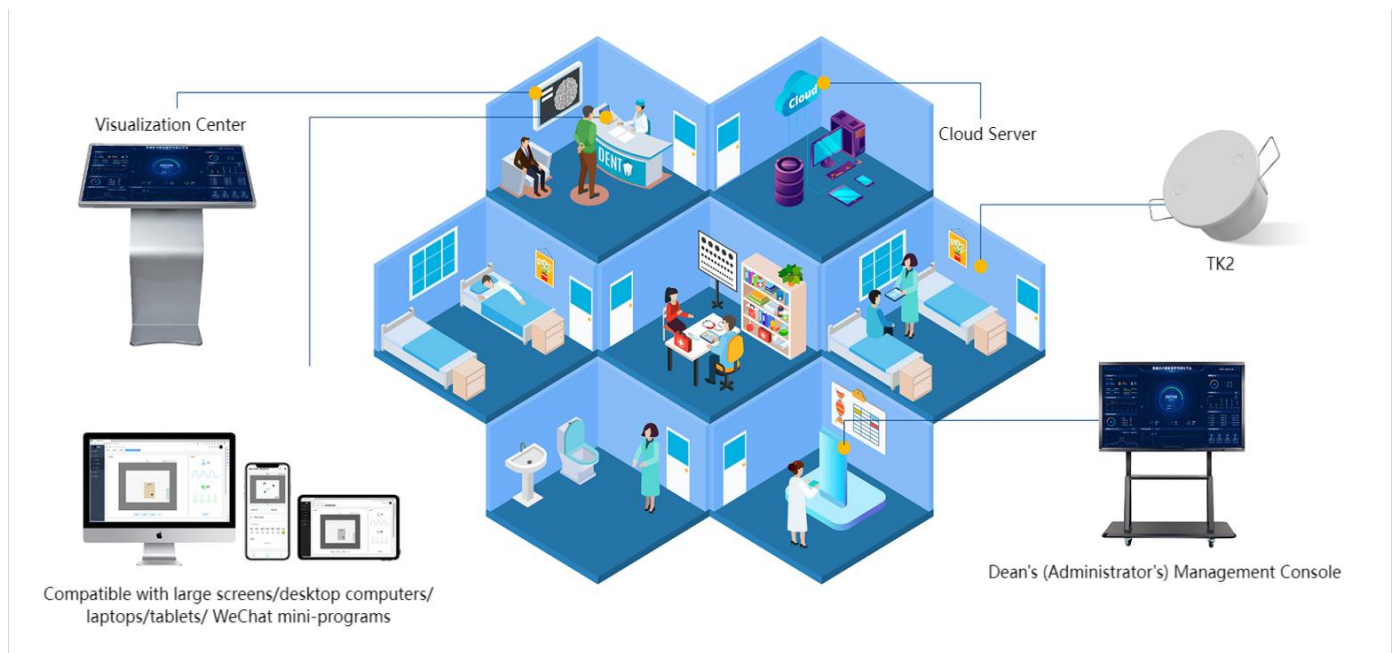 Visualization Center
Cloud
Cloud Server
DENT
TK2
Dean's (Administrator's) Management Console
Compatible with large screens/desktop computers/
laptops/tablets/ WeChat mini-programs